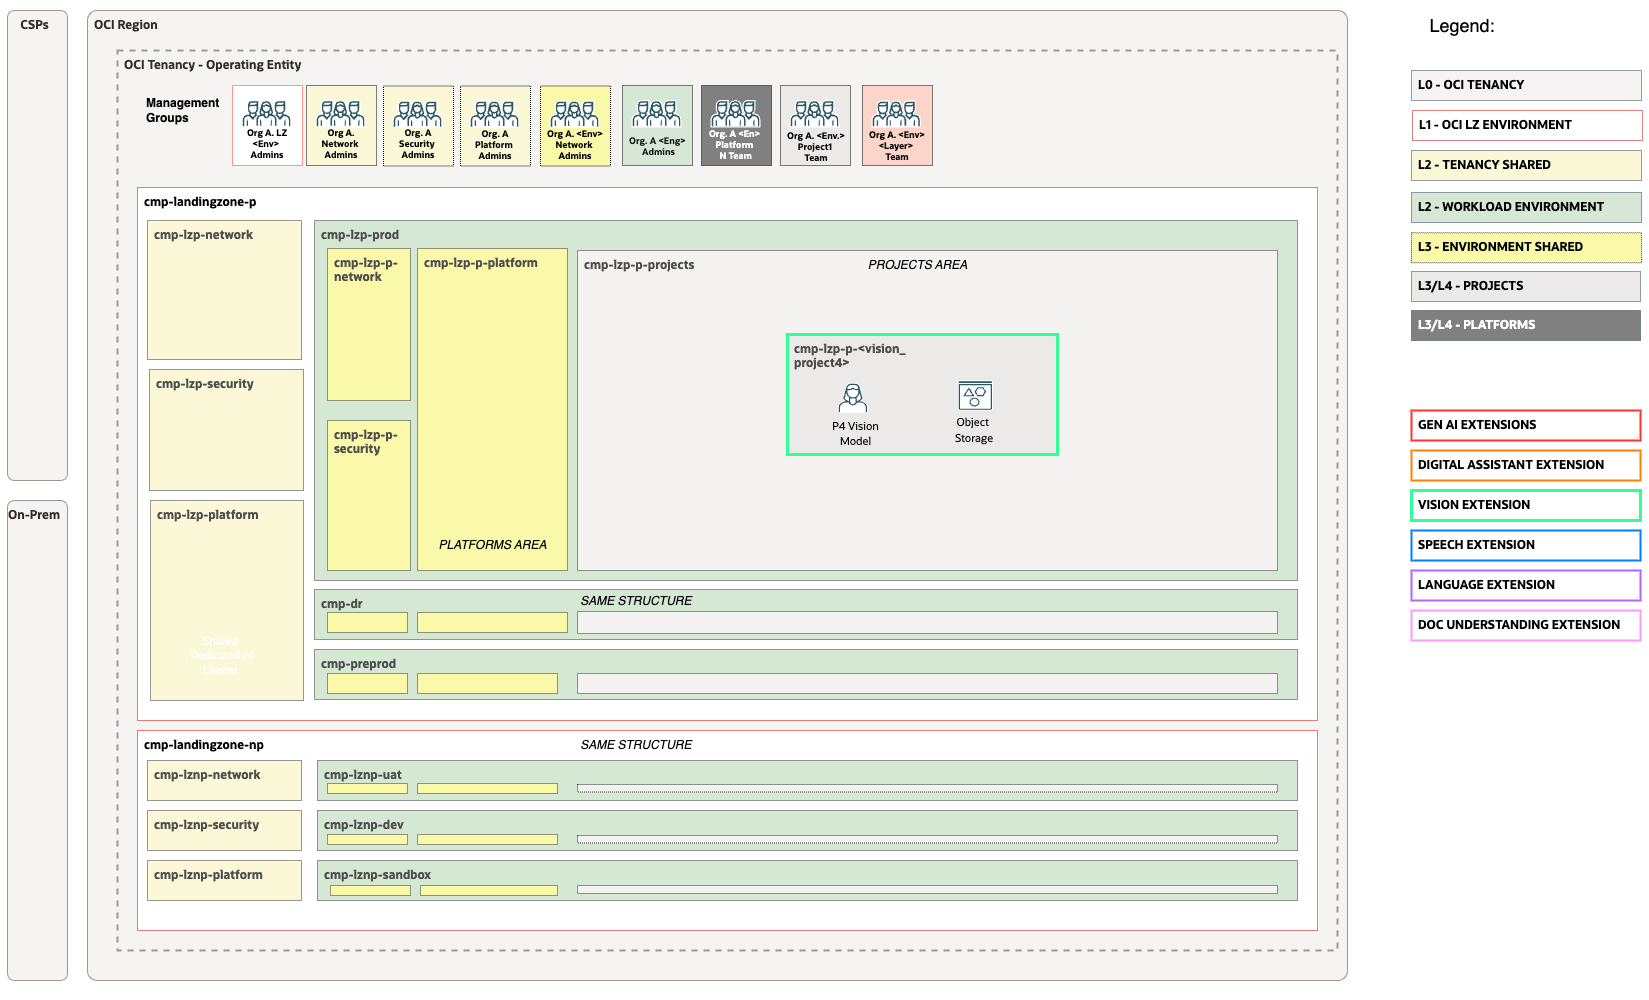 CSPs
On-Prem
OCI Region
OCI Tenancy - Operating Entity
Management
Groups
Org A. LZ
<Env>
Admins
Org A.
Network
Admins
Org. A
Security
Admins
Org. A
Platform
Admins
Org A. <Env>
Network
Admins
Org. A <Eng>
Admins
Org. A <En>
Platform
N Team
Org A. <Env.>
Project1
Team
Org A. <Env>
<Layer>
Team
cmp-landingzone-p
cmp-lzp-network
cmp-lzp-security
cmp-lzp-platform
Shared
Dedicated AI
Cluster
cmp-lzp-prod
cmp-lzp-p-
network
cmp-lzp-p-
security
cmp-lzp-p-platform
PLATFORMS AREA
cmp-lzp-p-projects
PROJECTS AREA
cmp-lzp-p-<vision_
project4>
P4 Vision
Model
Object
Storage
cmp-dr
SAME STRUCTURE
cmp-preprod
cmp-landingzone-np
SAME STRUCTURE
cmp-lznp-network
cmp-lznp-security
cmp-lznp-platform
cmp-lznp-uat
cmp-lznp-dev
cmp-lznp-sandbox
Legend:
L0 - OCI TENANCY
L1 - OCI LZ ENVIRONMENT
L2 - TENANCY SHARED
L2 - WORKLOAD ENVIRONMENT
L3 - ENVIRONMENT SHARED
L3/L4 - PROJECTS
L3/L4 - PLATFORMS
GEN AI EXTENSIONS
DIGITAL ASSISTANT EXTENSION
VISION EXTENSION
SPEECH EXTENSION
LANGUAGE EXTENSION
DOC UNDERSTANDING EXTENSION